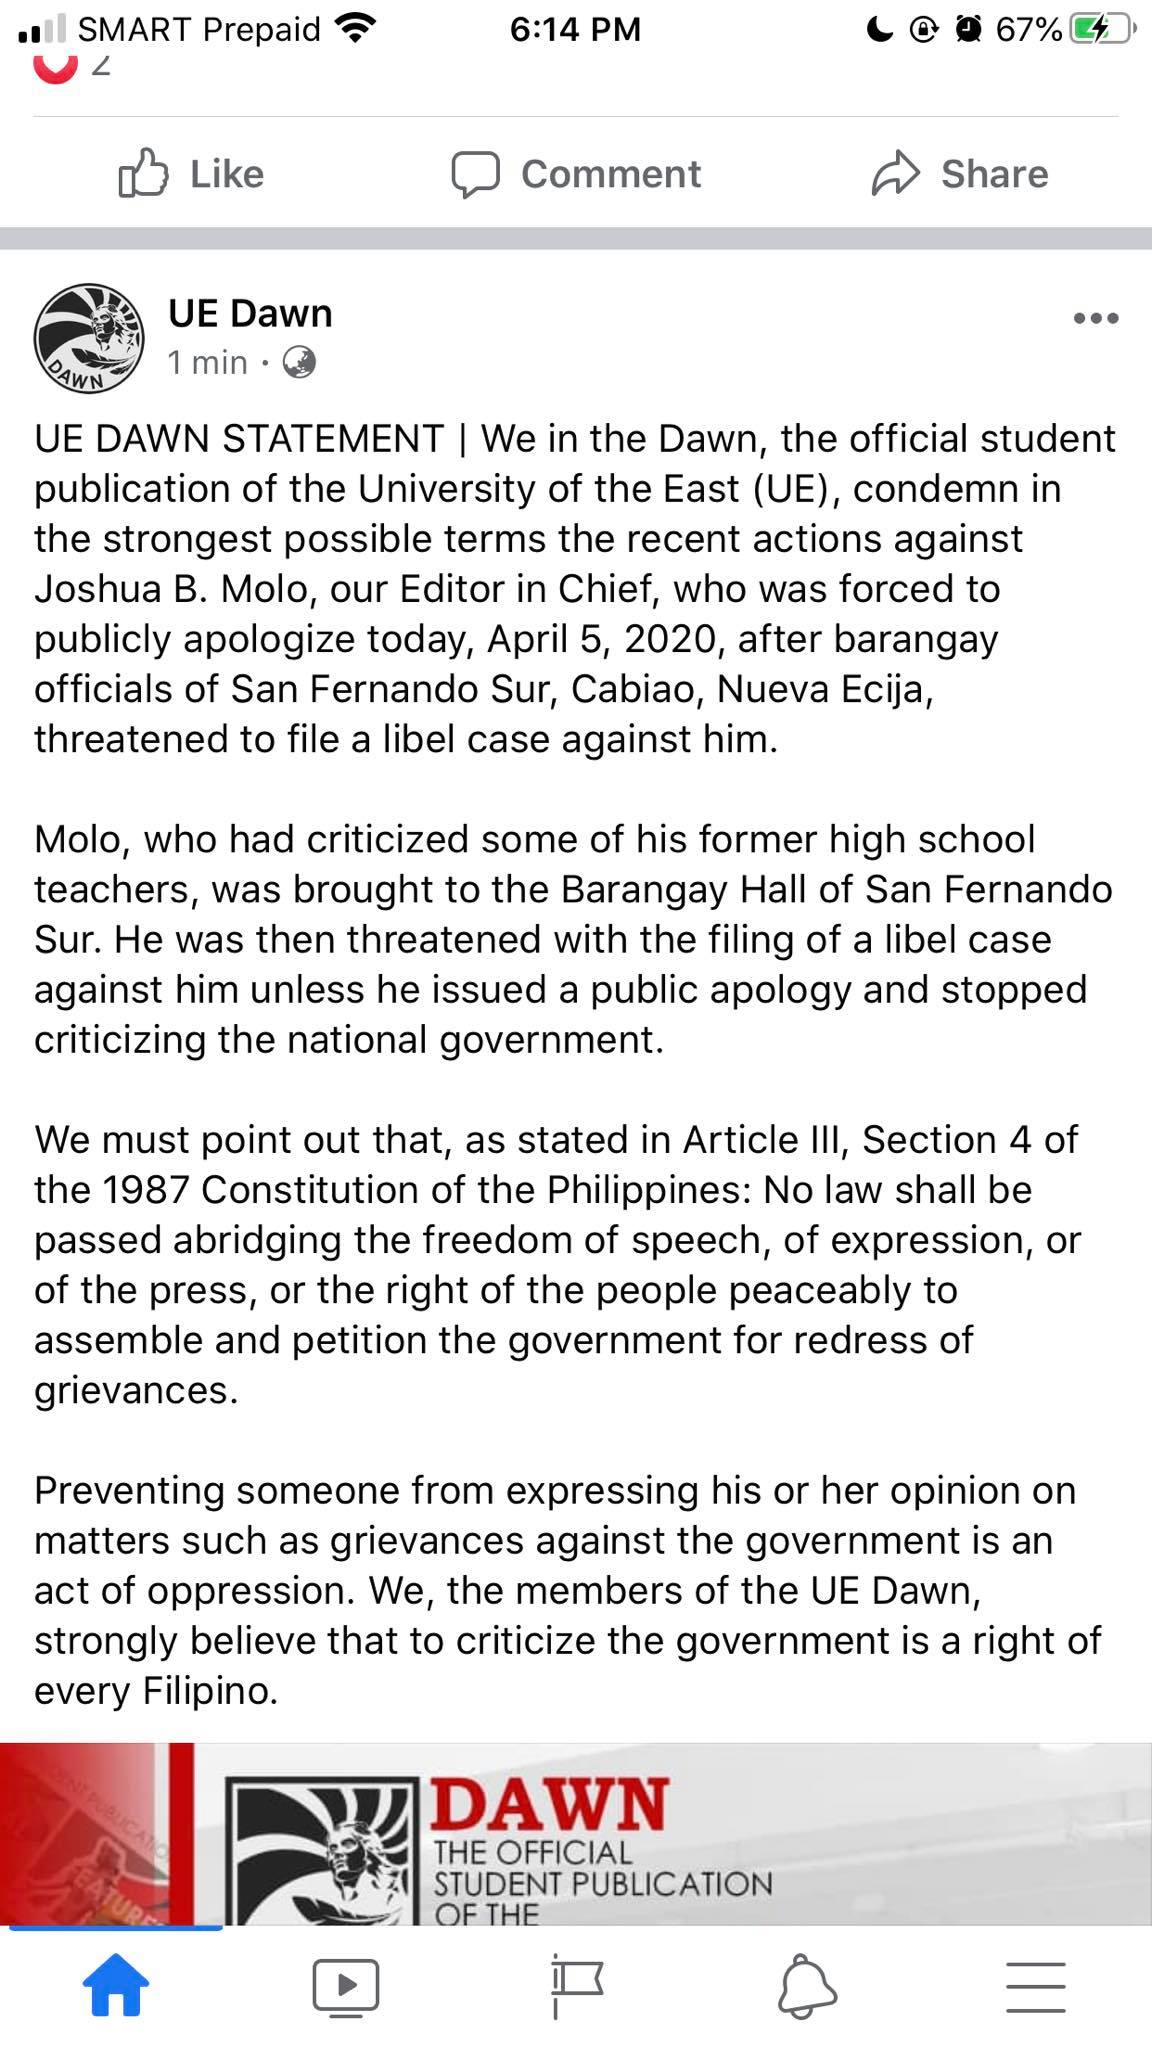 SMART Prepaid 6:14 PM 67%
2
Like Comment Share
UE Dawn
1 min ·
DAWN
UE DAWN STATEMENT | We in the Dawn, the official student
publication of the University of the East (UE), condemn in
the strongest possible terms the recent actions against
Joshua B. Molo, our Editor in Chief, who was forced to
publicly apologize today, April 5, 2020, after barangay
officials of San Fernando Sur, Cabiao, Nueva Ecija,
threatened to file a libel case against him.
Molo, who had criticized some of his former high school
teachers, was brought to the Barangay Hall of San Fernando
Sur. He was then threatened with the filing of a libel case
against him unless he issued a public apology and stopped
criticizing the national government.
We must point out that, as stated in Article III, Section 4 of
the 1987 Constitution of the Philippines: No law shall be
passed abridging the freedom of speech, of expression, or
of the press, or the right of the people peaceably to
assemble and petition the government for redress of
grievances.
Preventing someone from expressing his or her opinion on
matters such as grievances against the government is an
act of oppression. We, the members of the UE Dawn,
strongly believe that to criticize the government is a right of
every Filipino.
DAWN
THE OFFICIAL
STUDENT PUBLICATION
OF THE